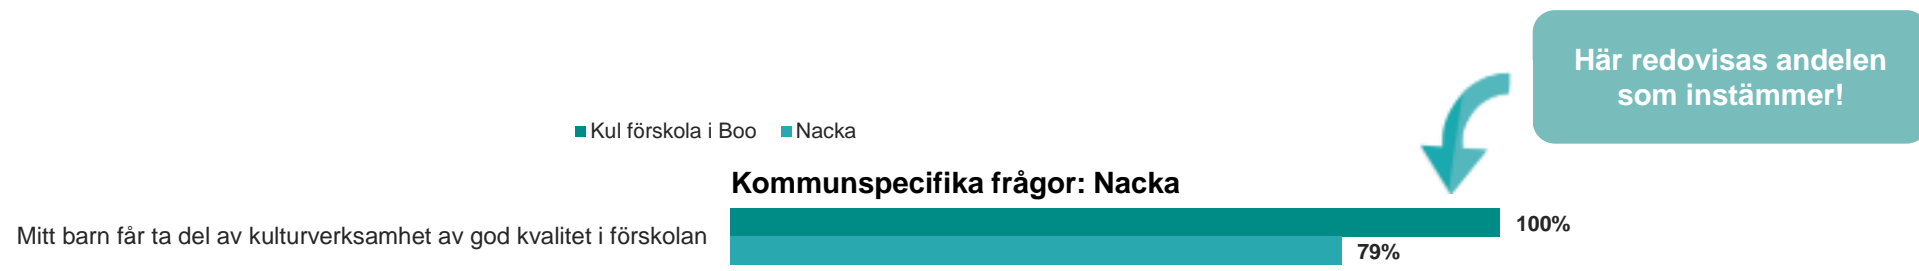 Här redovisas andelen
som instämmer!
Kul förskola i Boo Nacka
Kommunspecifika frågor: Nacka
Mitt barn får ta del av kulturverksamhet av god kvalitet i förskolan
100%
79%